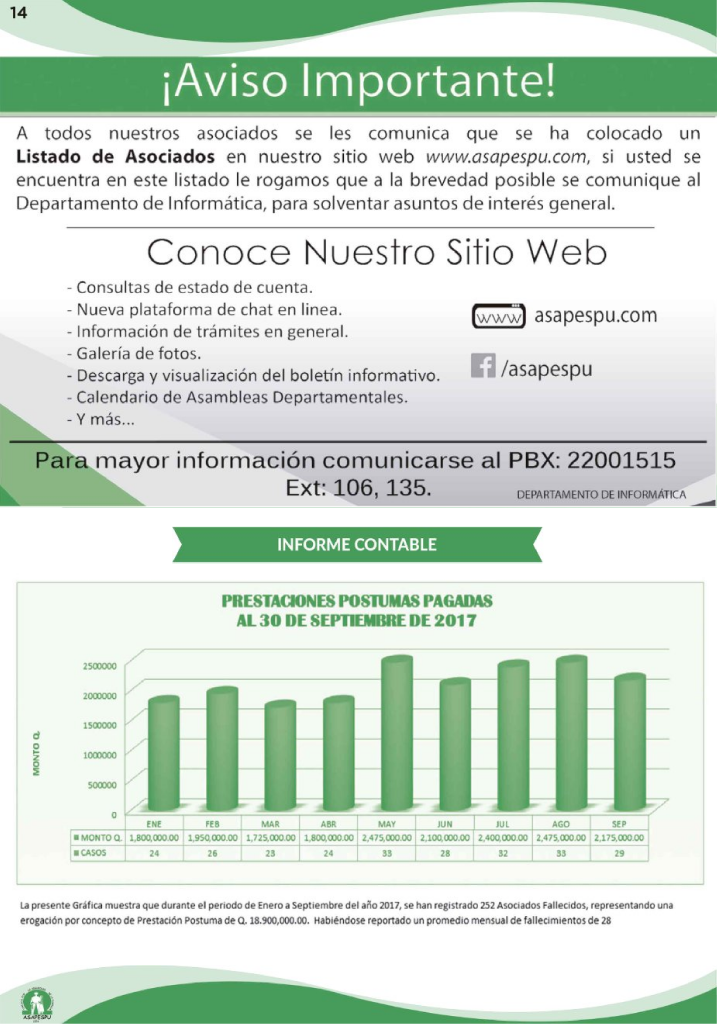 14
¡Aviso Importante!
A todos nuestros asociados se les comunica que se ha colocado un
Listado de Asociados en nuestro sitio web www.asapespu.com, si usted se
encuentra en este listado le rogamos que a la brevedad posible se comunique al
Departamento de Informática, para solventar asuntos de interés general.
Conoce Nuestro Sitio Web
- Consultas de estado de cuenta.
- Nueva plataforma de chat en linea.
- Información de trámites en general.
- Galería de fotos.
- Descarga y visualización del boletín informativo.
- Calendario de Asambleas Departamentales.
- Y más...
www asapespu.com
f /asapespu
Para mayor información comunicarse al PBX: 22001515
Ext: 106, 135.
DEPARTAMENTO DE INFORMÁTICA
INFORME CONTABLE
PRESTACIONES POSTUMAS PAGADAS
AL 30 DE SEPTIEMBRE DE 2017
MONTO Q.
2500000
2000000
1500000
1000000
500000
0
ENE FEB MAR ABR MAY JUN JUL AGO SEP
MONTO Q. 1,800,000.00 1,950,000.00 1,725,000.00 1,800,000.00 2,475,000.00 2,100,000.00 2,400,000.00 2,475,000.00 2,175,000.00
CASOS 24 26 23 24 33 28 32 33 29
La presente Gráfica muestra que durante el periodo de Enero a Septiembre del año 2017, se han registrado 252 Asociados Fallecidos, representando una
erogación por concepto de Prestación Postuma de Q. 18.900,000.00. Habiéndose reportado un promedio mensual de fallecimientos de 28
ASAPESPU